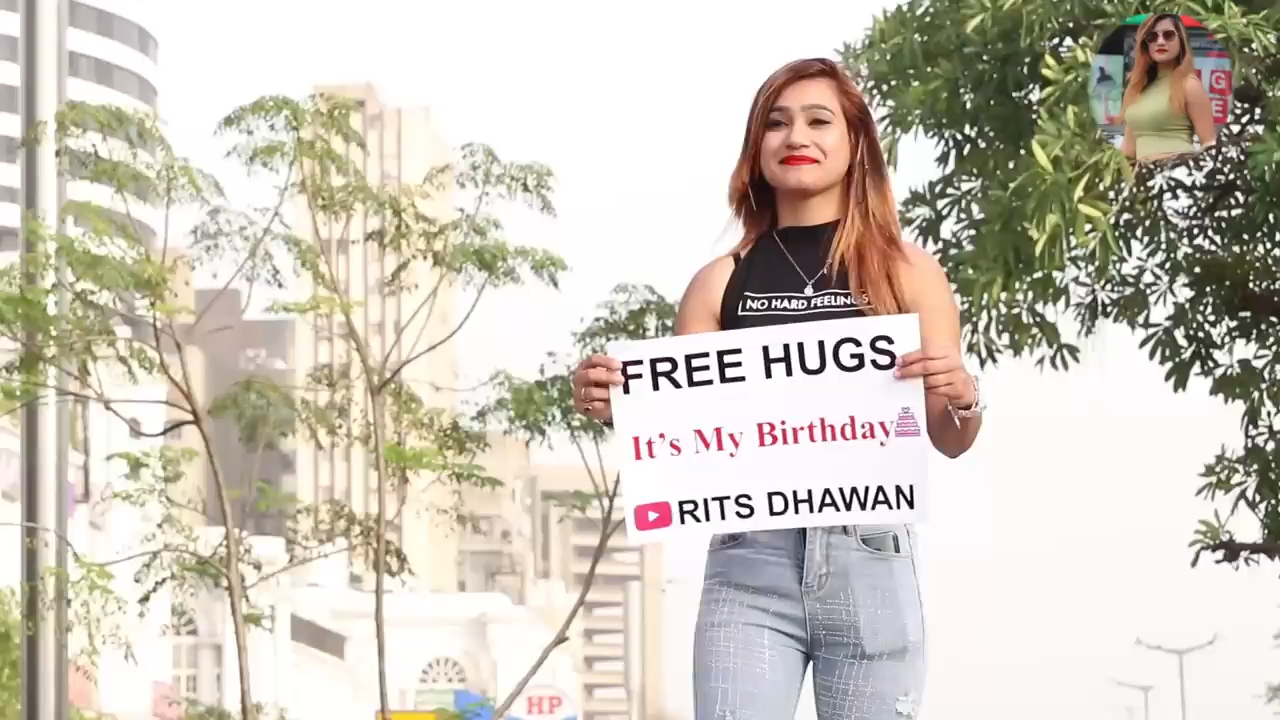 G
E
NO HARD FEELINGS
FREE HUGS
It's My Birthday
RITS DHAWAN
HP